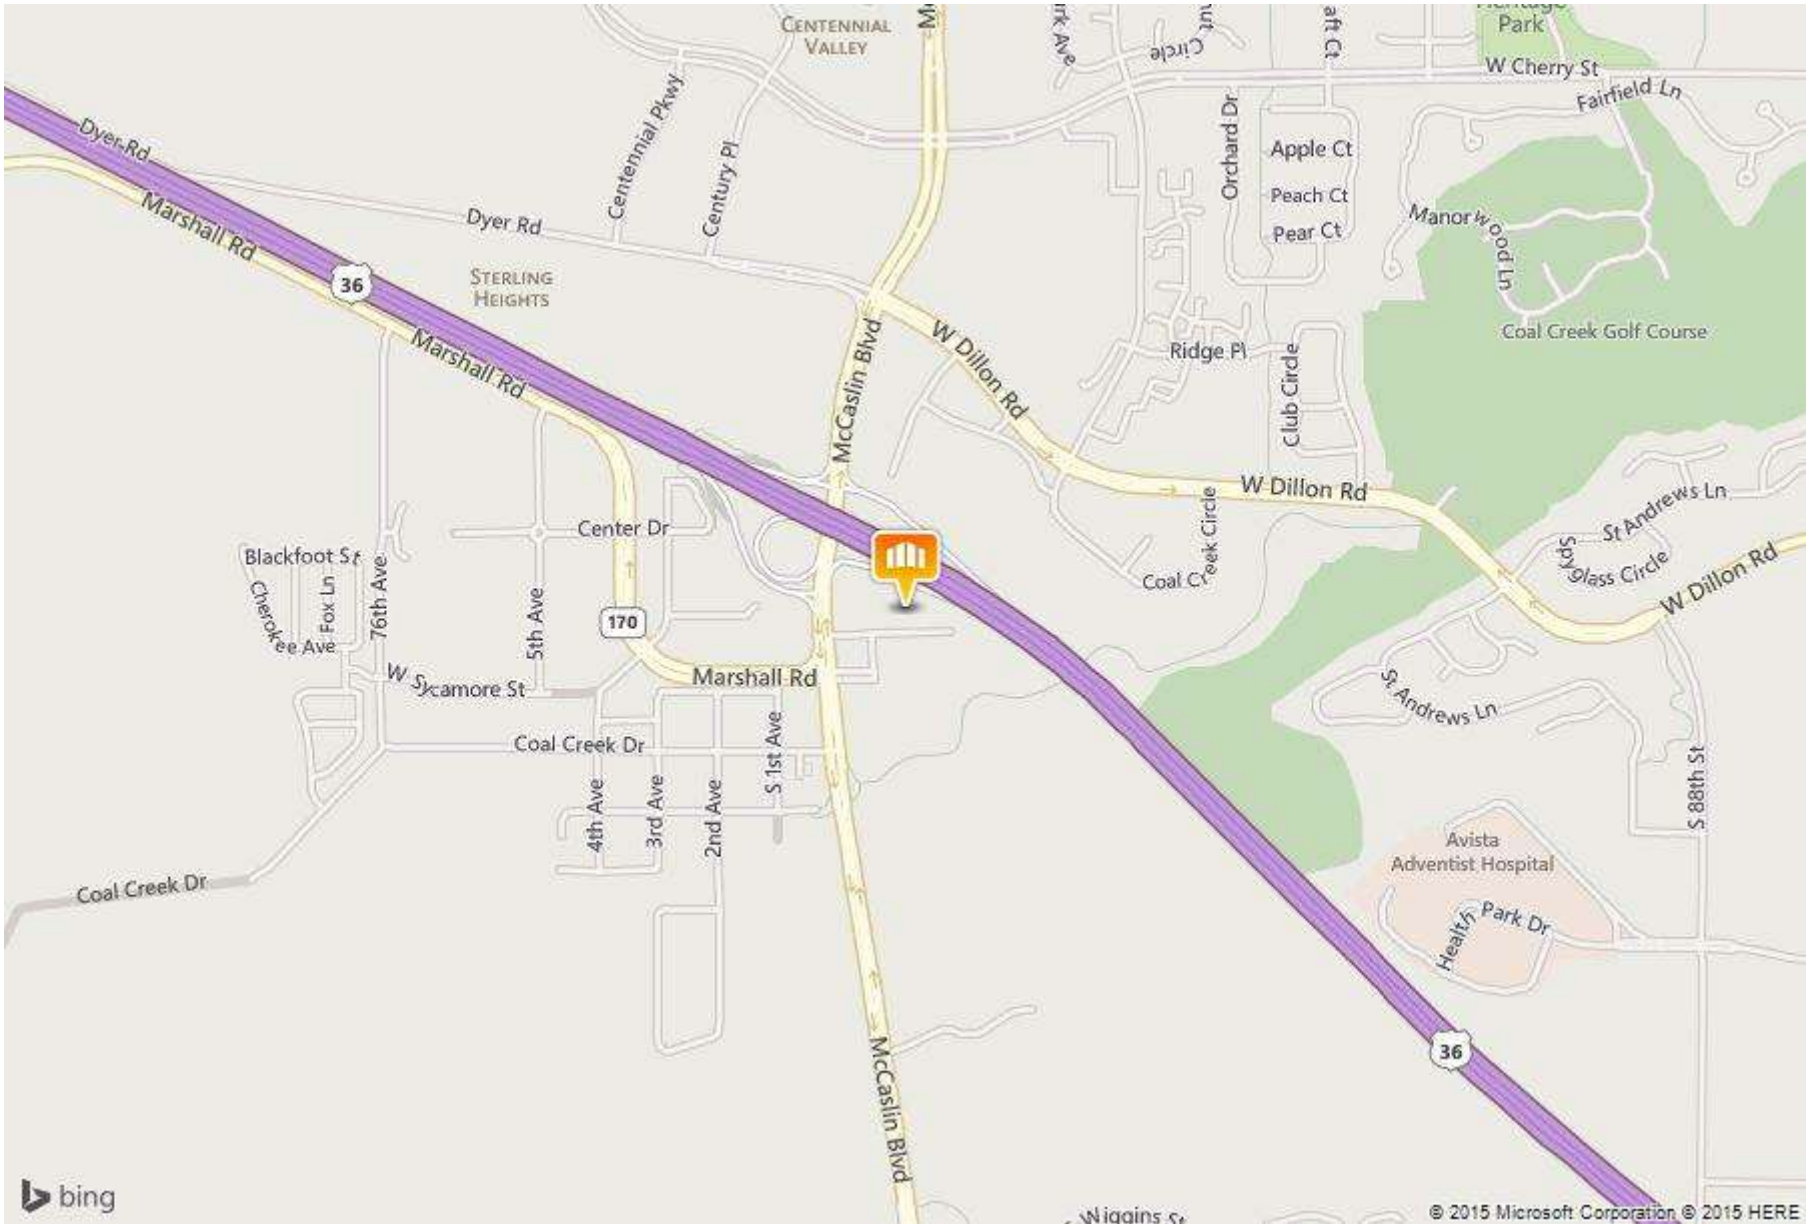 CENTENNIAL
VALLEY
Park
W Cherry St
Fairfield Ln
Dyer Rd
Centennial Pkwy
Century Pl
Orchard Dr
Apple Ct
Peach Ct
Pear Ct
Manorwood Ln
Marshall Rd
Dyer Rd
36
STERLING
HEIGHTS
McCaslin Blvd
W Dillon Rd
Ridge Pl
Club Circle
Coal Creek Golf Course
Marshall Rd
W Dillon Rd
St Andrews Ln
Center Dr
Coal Creek Circle
Spyglass Circle
W Dillon Rd
Blackfoot St
Cherokee Ave
Fox Ln
76th Ave
5th Ave
170
W Sycamore St
Marshall Rd
St Andrews Ln
Coal Creek Dr
S 1st Ave
4th Ave
3rd Ave
2nd Ave
S 88th St
Avista
Adventist Hospital
Coal Creek Dr
Health Park Dr
36
McCaslin Blvd
bing
Wiggins St
© 2015 Microsoft Corporation © 2015 HERE